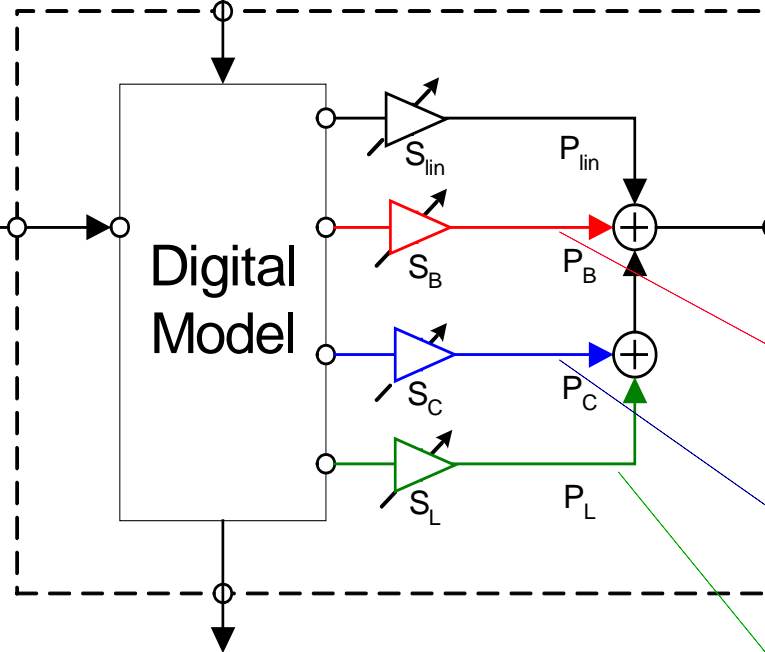 S_lin
P_lin
Digital
Model
S_B
P_B
S_C
P_C
S_L
P_L